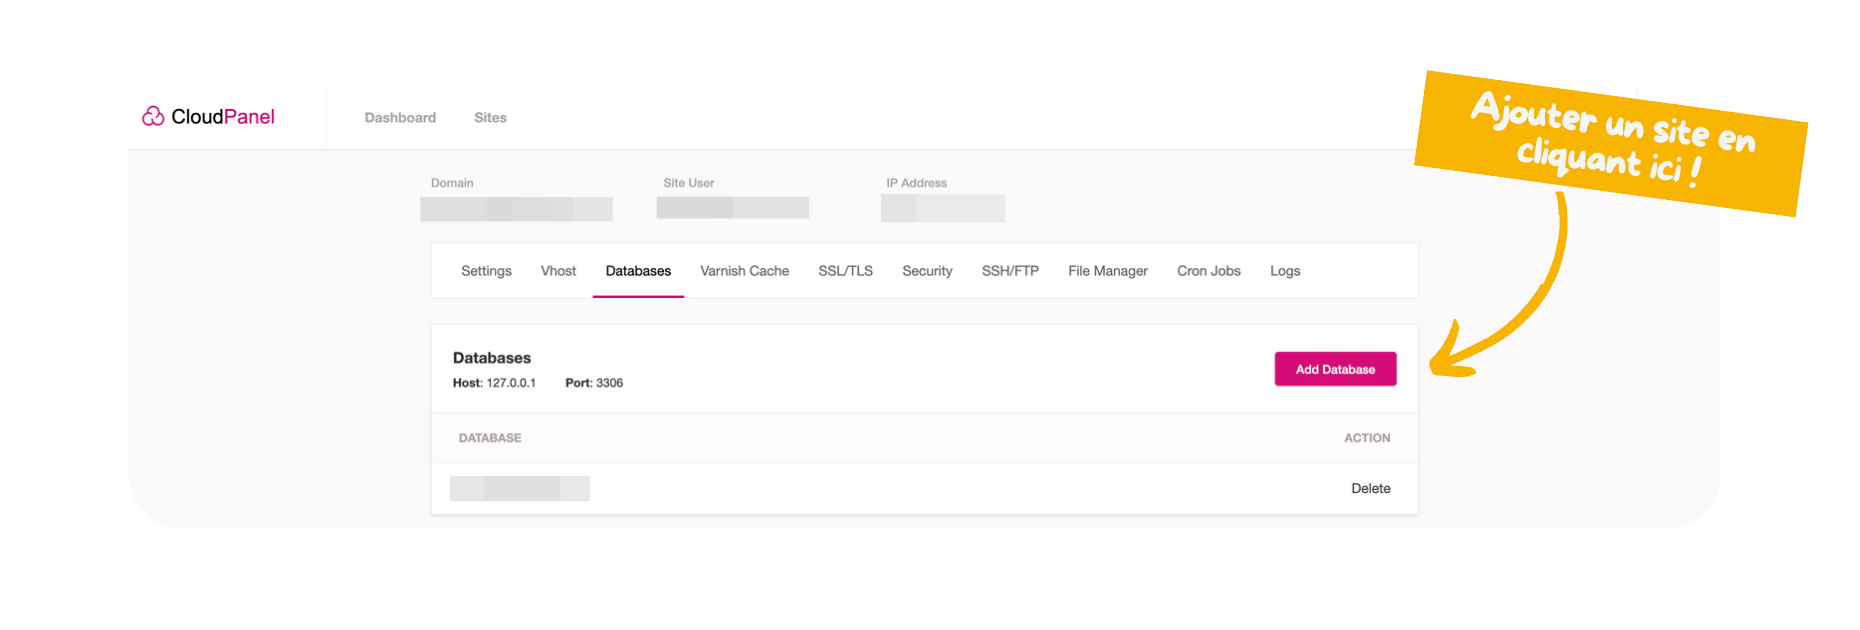 CloudPanel
Dashboard Sites
Ajouter un site en
cliquant ici !
Domain Site User IP Address
Settings Vhost Databases Varnish Cache SSL/TLS Security SSH/FTP File Manager Cron Jobs Logs
Databases
Host: 127.0.0.1 Port: 3306
Add Database
DATABASE ACTION
Delete